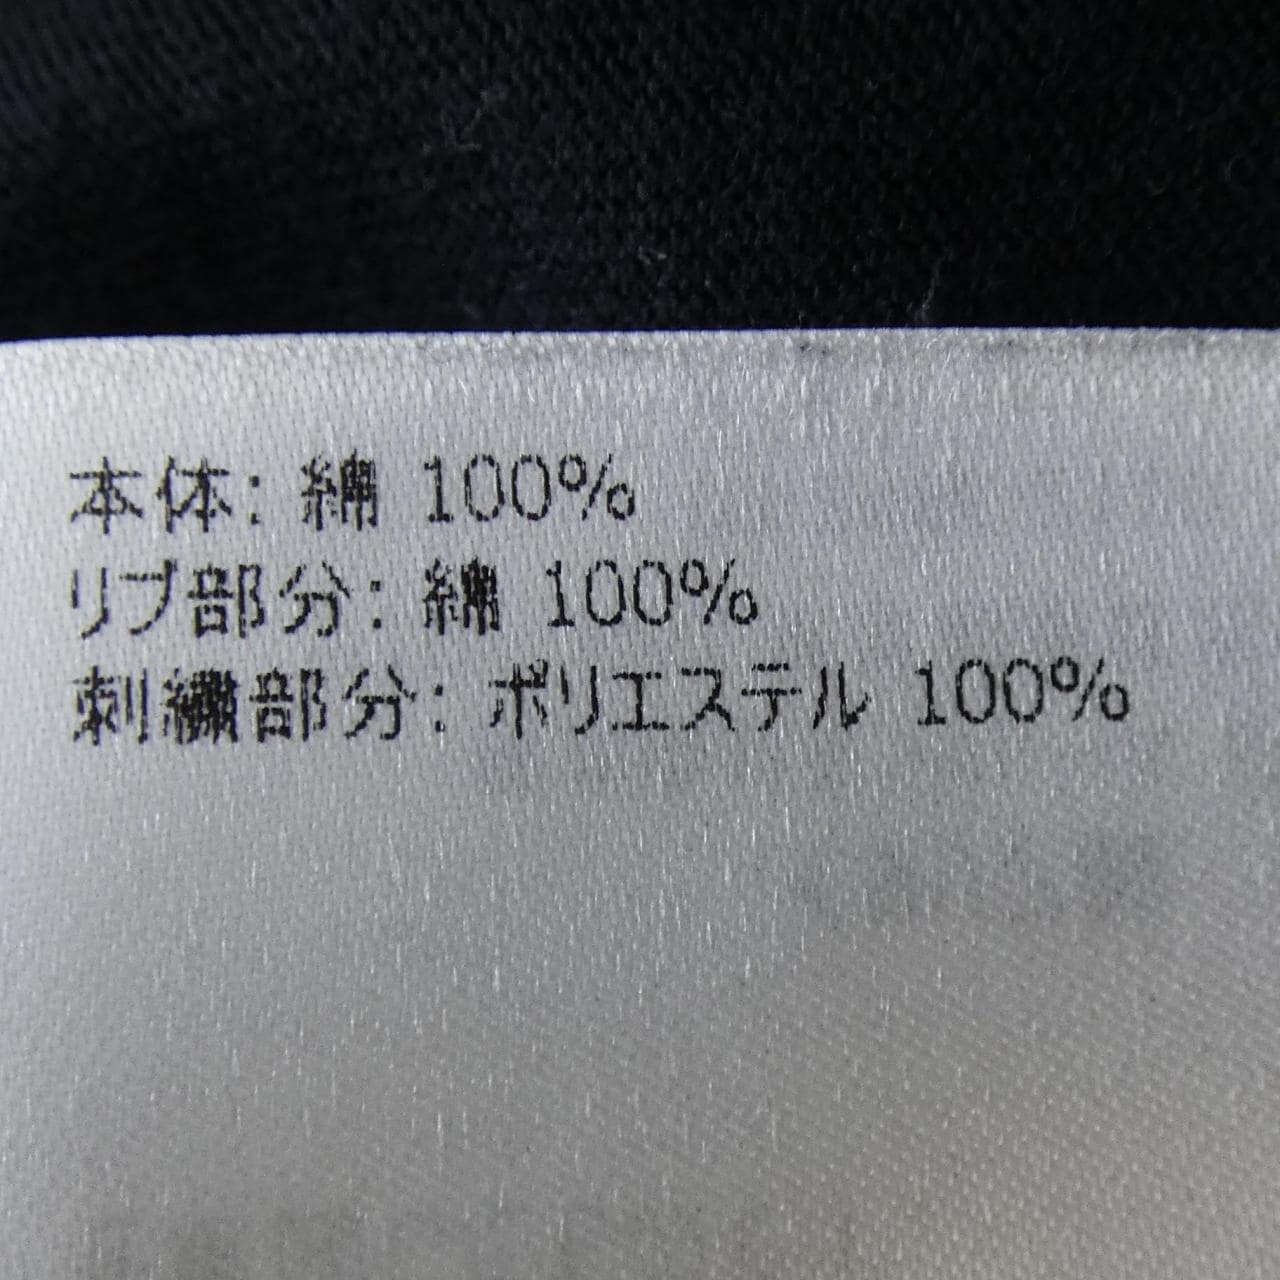 本体: 綿 100%
リブ部分: 綿 100%
刺繍部分: ポリエステル 100%